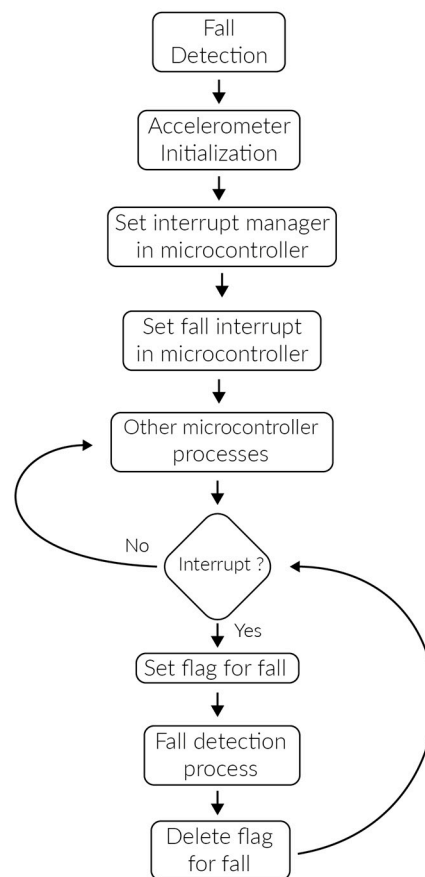 Fall
Detection
Accelerometer
Initialization
Set interrupt manager
in microcontroller
Set fall interrupt
in microcontroller
Other microcontroller
processes
No
Interrupt ?
Yes
Set flag for fall
Fall detection
process
Delete flag
for fall